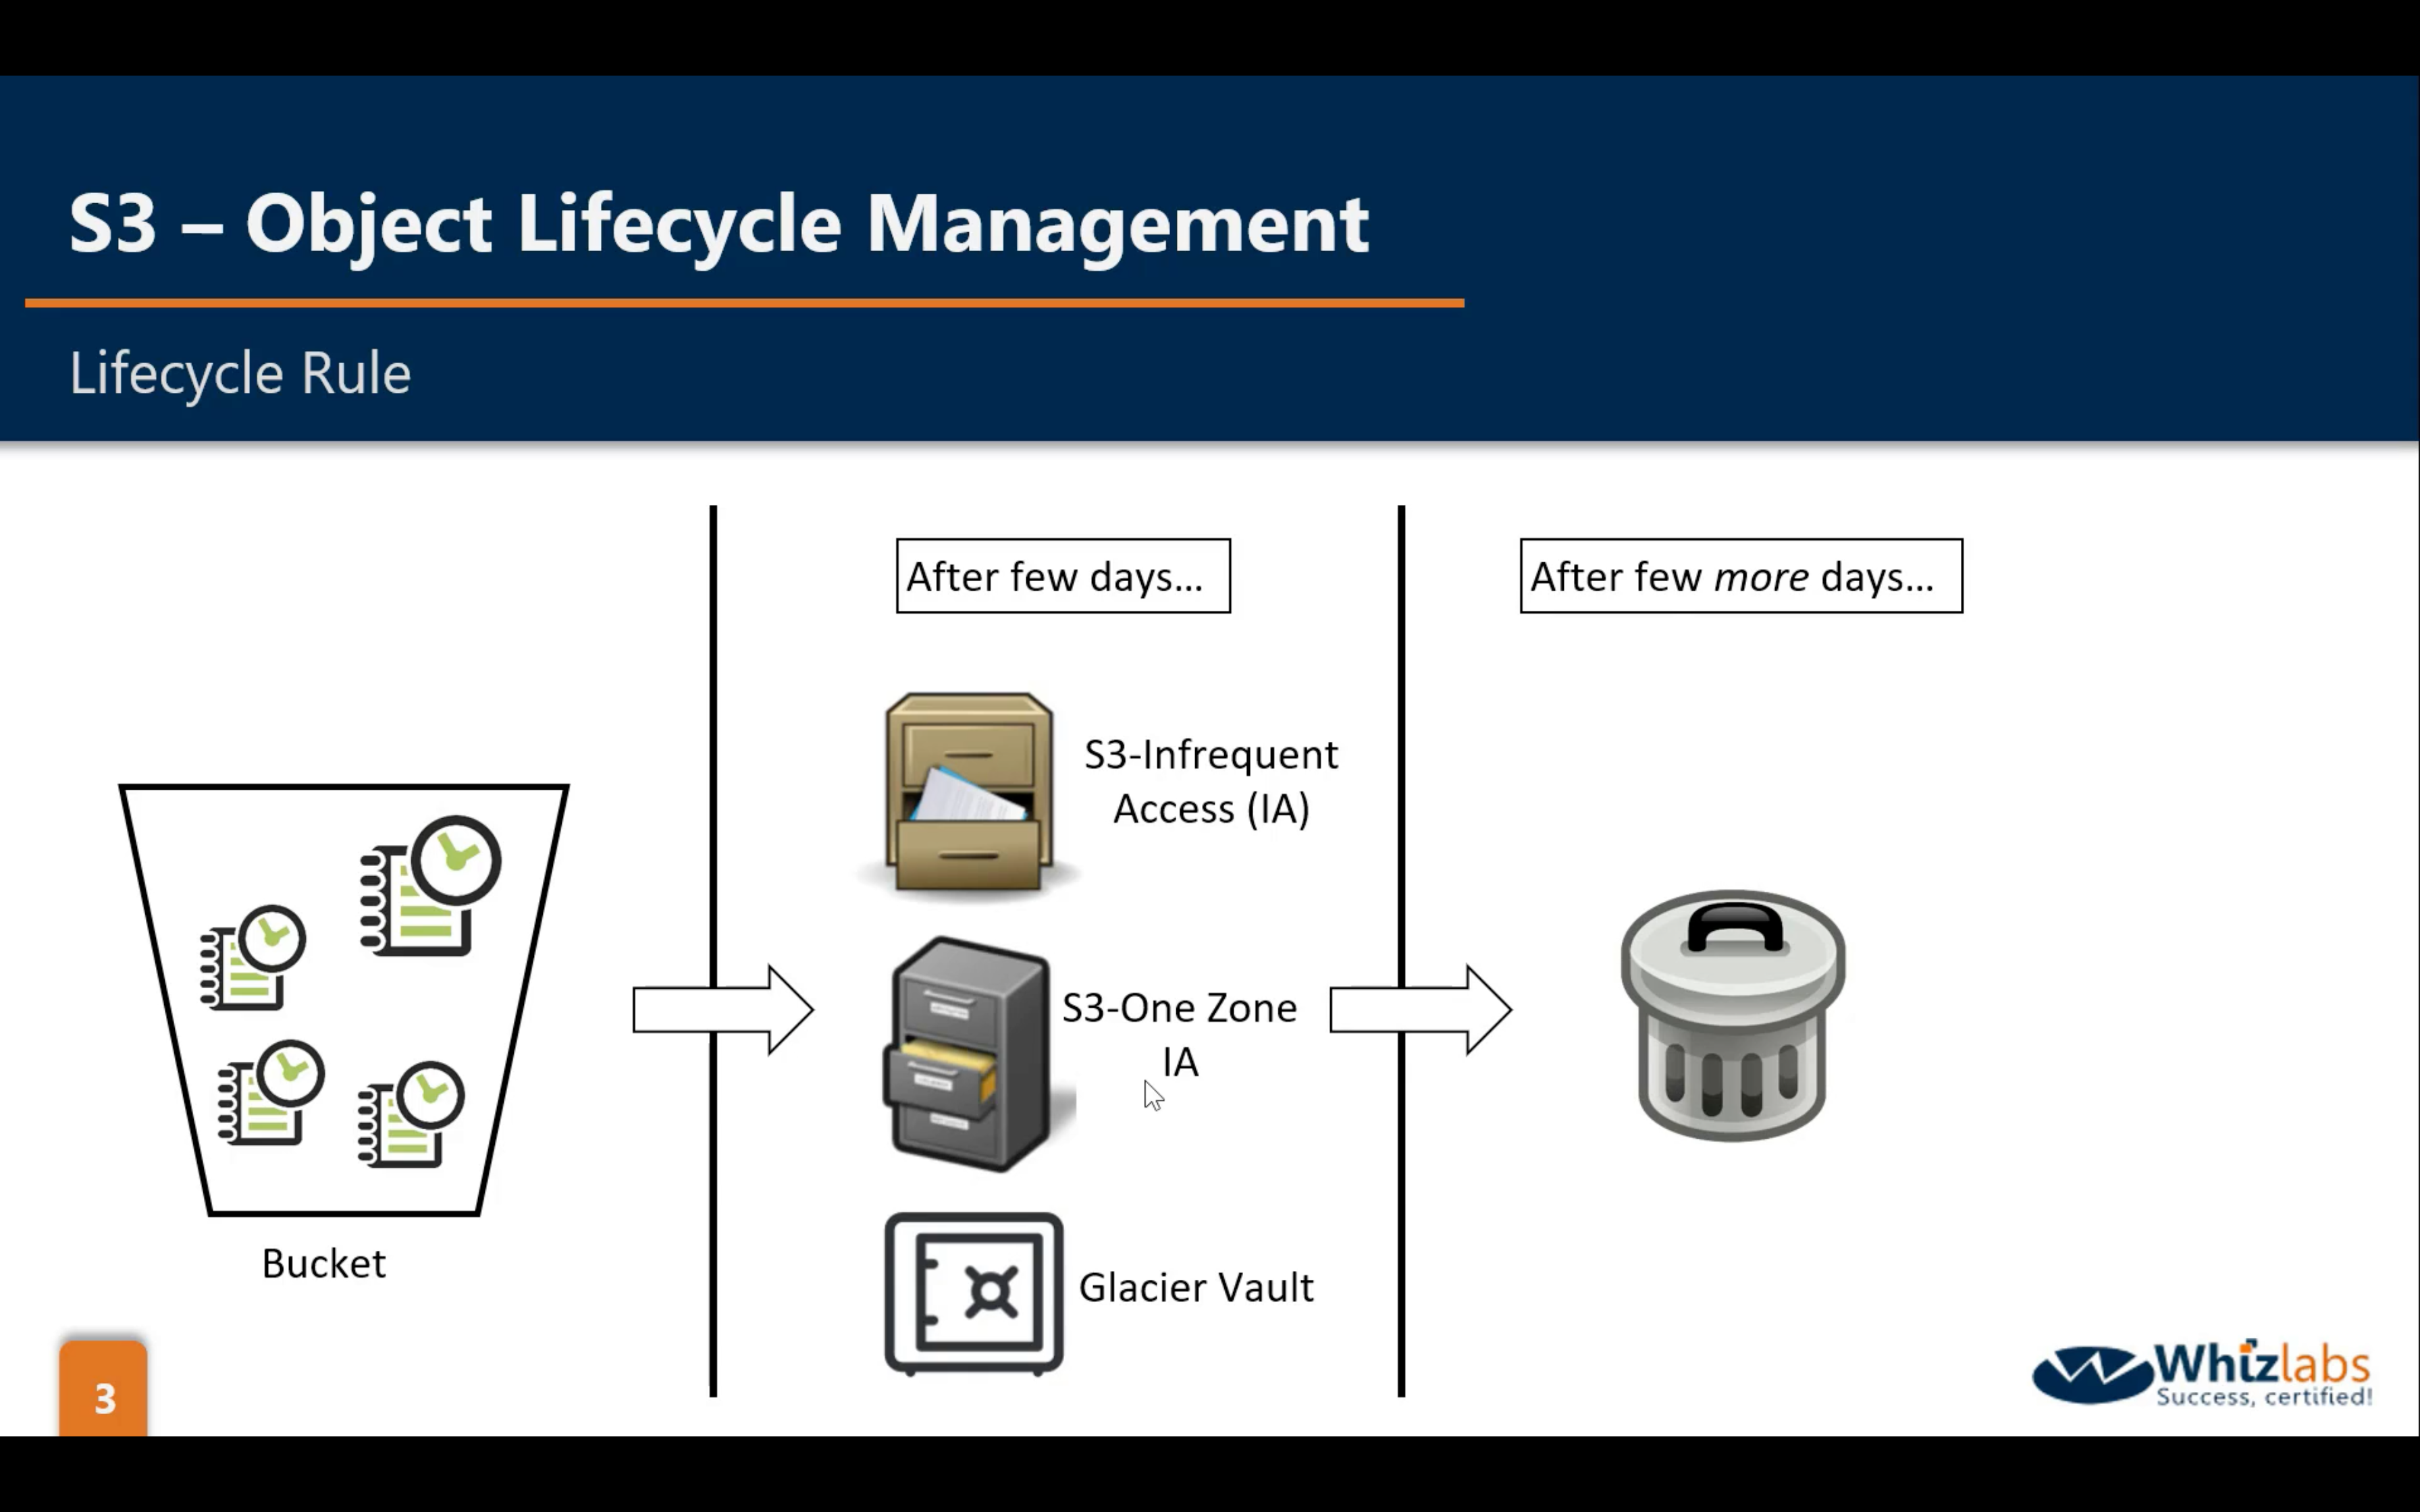 S3 – Object Lifecycle Management
Lifecycle Rule
After few days...
After few more days...
S3-Infrequent
Access (IA)
S3-One Zone
IA
Glacier Vault
Bucket
3
Whizlabs
Success, certified!